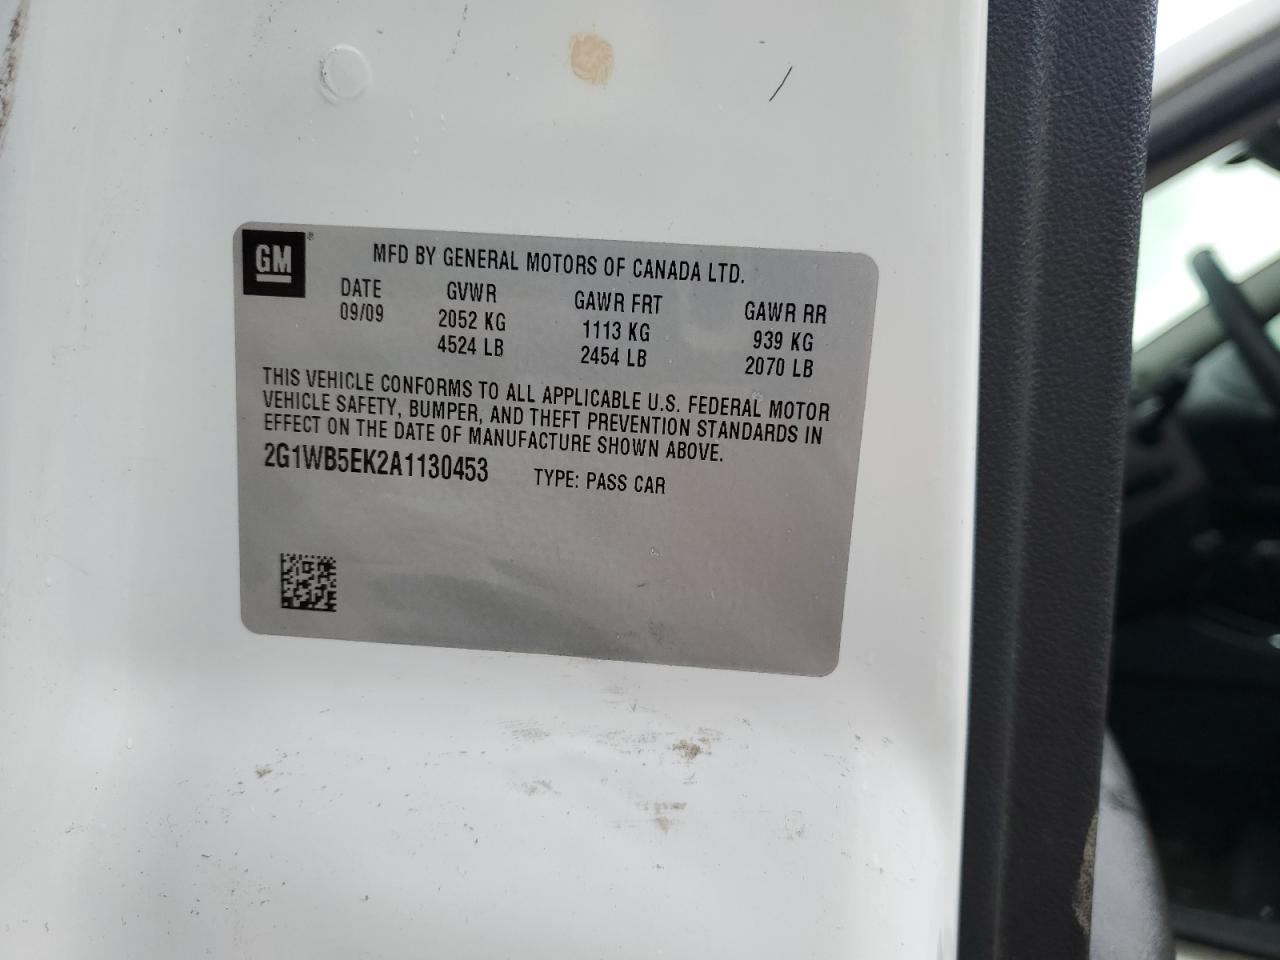 GM®
MFD BY GENERAL MOTORS OF CANADA LTD.
DATE GVWR GAWR FRT GAWR RR
09/09 2052 KG 1113 KG 939 KG
4524 LB 2454 LB 2070 LB
THIS VEHICLE CONFORMS TO ALL APPLICABLE U.S. FEDERAL MOTOR
VEHICLE SAFETY, BUMPER, AND THEFT PREVENTION STANDARDS IN
EFFECT ON THE DATE OF MANUFACTURE SHOWN ABOVE.
2G1WB5EK2A1130453 TYPE: PASS CAR